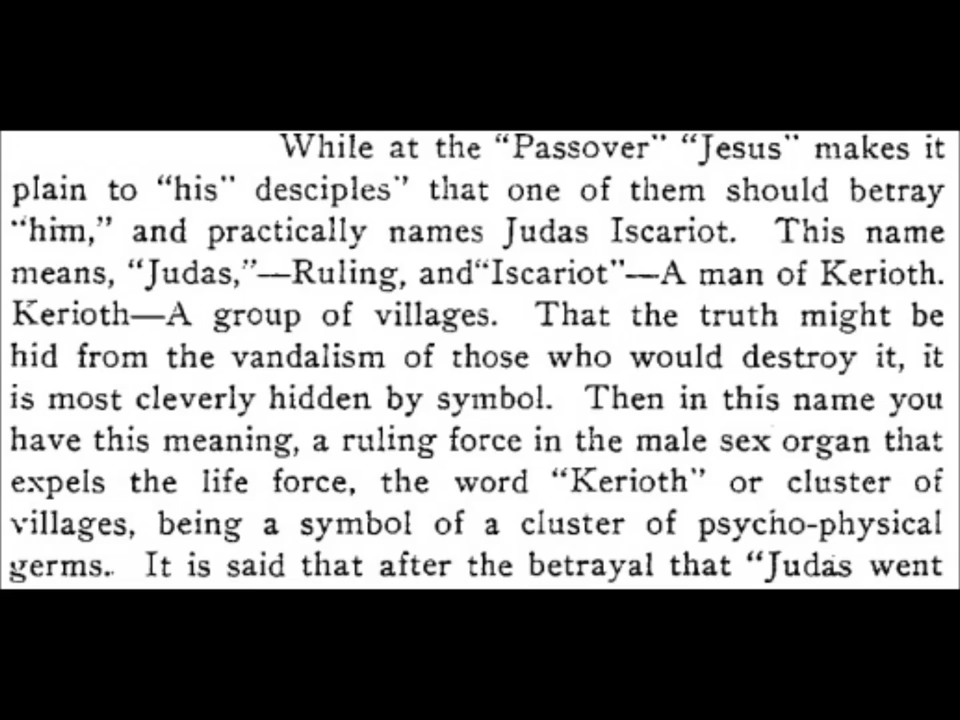 While at the "Passover" "Jesus" makes it
plain to "his" desciples" that one of them should betray
"him," and practically names Judas Iscariot. This name
means, "Judas,"—Ruling, and"Iscariot"—A man of Kerioth.
Kerioth—A group of villages. That the truth might be
hid from the vandalism of those who would destroy it, it
is most cleverly hidden by symbol. Then in this name you
have this meaning, a ruling force in the male sex organ that
expels the life force, the word "Kerioth" or cluster of
villages, being a symbol of a cluster of psycho-physical
germs. It is said that after the betrayal that "Judas went